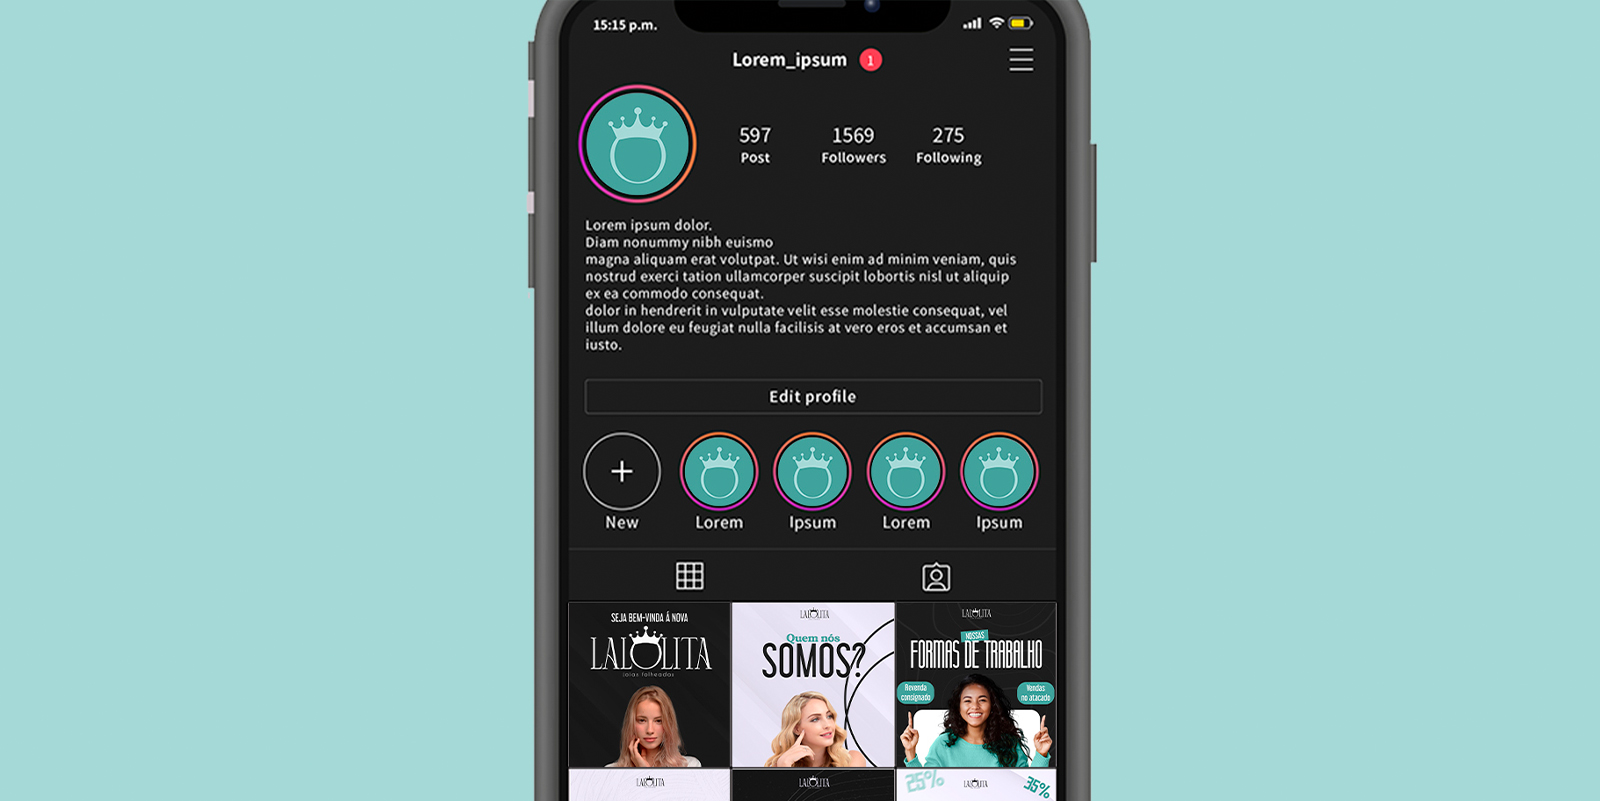 15:15 p.m.
Lorem_ipsum 1
597 1569 275
Post Followers Following
Lorem ipsum dolor.
Diam nonummy nibh euismo
magna aliquam erat volutpat. Ut wisi enim ad minim veniam, quis
nostrud exerci tation ullamcorper suscipit lobortis nisl ut aliquip
ex ea commodo consequat.
dolor in hendrerit in vulputate velit esse molestie consequat, vel
illum dolore eu feugiat nulla facilisis at vero eros et accumsan et
iusto.
Edit profile
New Lorem Ipsum Lorem Ipsum
SEJA BEM-VINDA Á NOVA
LALOLITA
joias folheadas
LALOLITA
Quem nós
SOMOS?
LALOLITA
NOSSAS
FORMAS DE TRABALHO
Revenda
consignado
Vendas
no atacado
LALOLITA
LALOLITA
25%
LALOLITA
35%